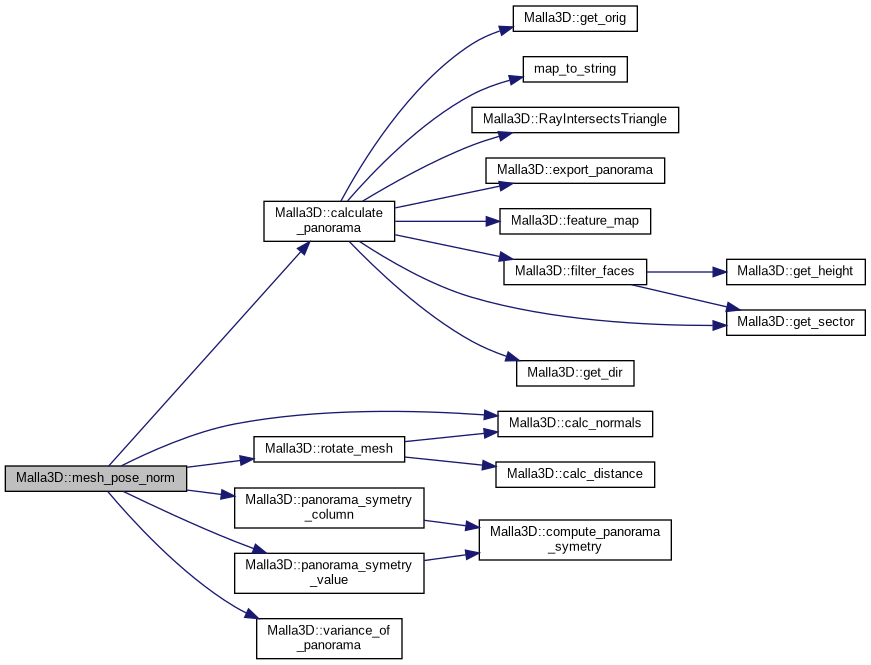 Malla3D::get_orig
map_to_string
Malla3D::RayIntersectsTriangle
Malla3D::export_panorama
Malla3D::calculate
_panorama
Malla3D::feature_map
Malla3D::filter_faces
Malla3D::get_height
Malla3D::get_sector
Malla3D::get_dir
Malla3D::calc_normals
Malla3D::rotate_mesh
Malla3D::calc_distance
Malla3D::mesh_pose_norm
Malla3D::panorama_symetry
_column
Malla3D::compute_panorama
_symetry
Malla3D::panorama_symetry
_value
Malla3D::variance_of
_panorama